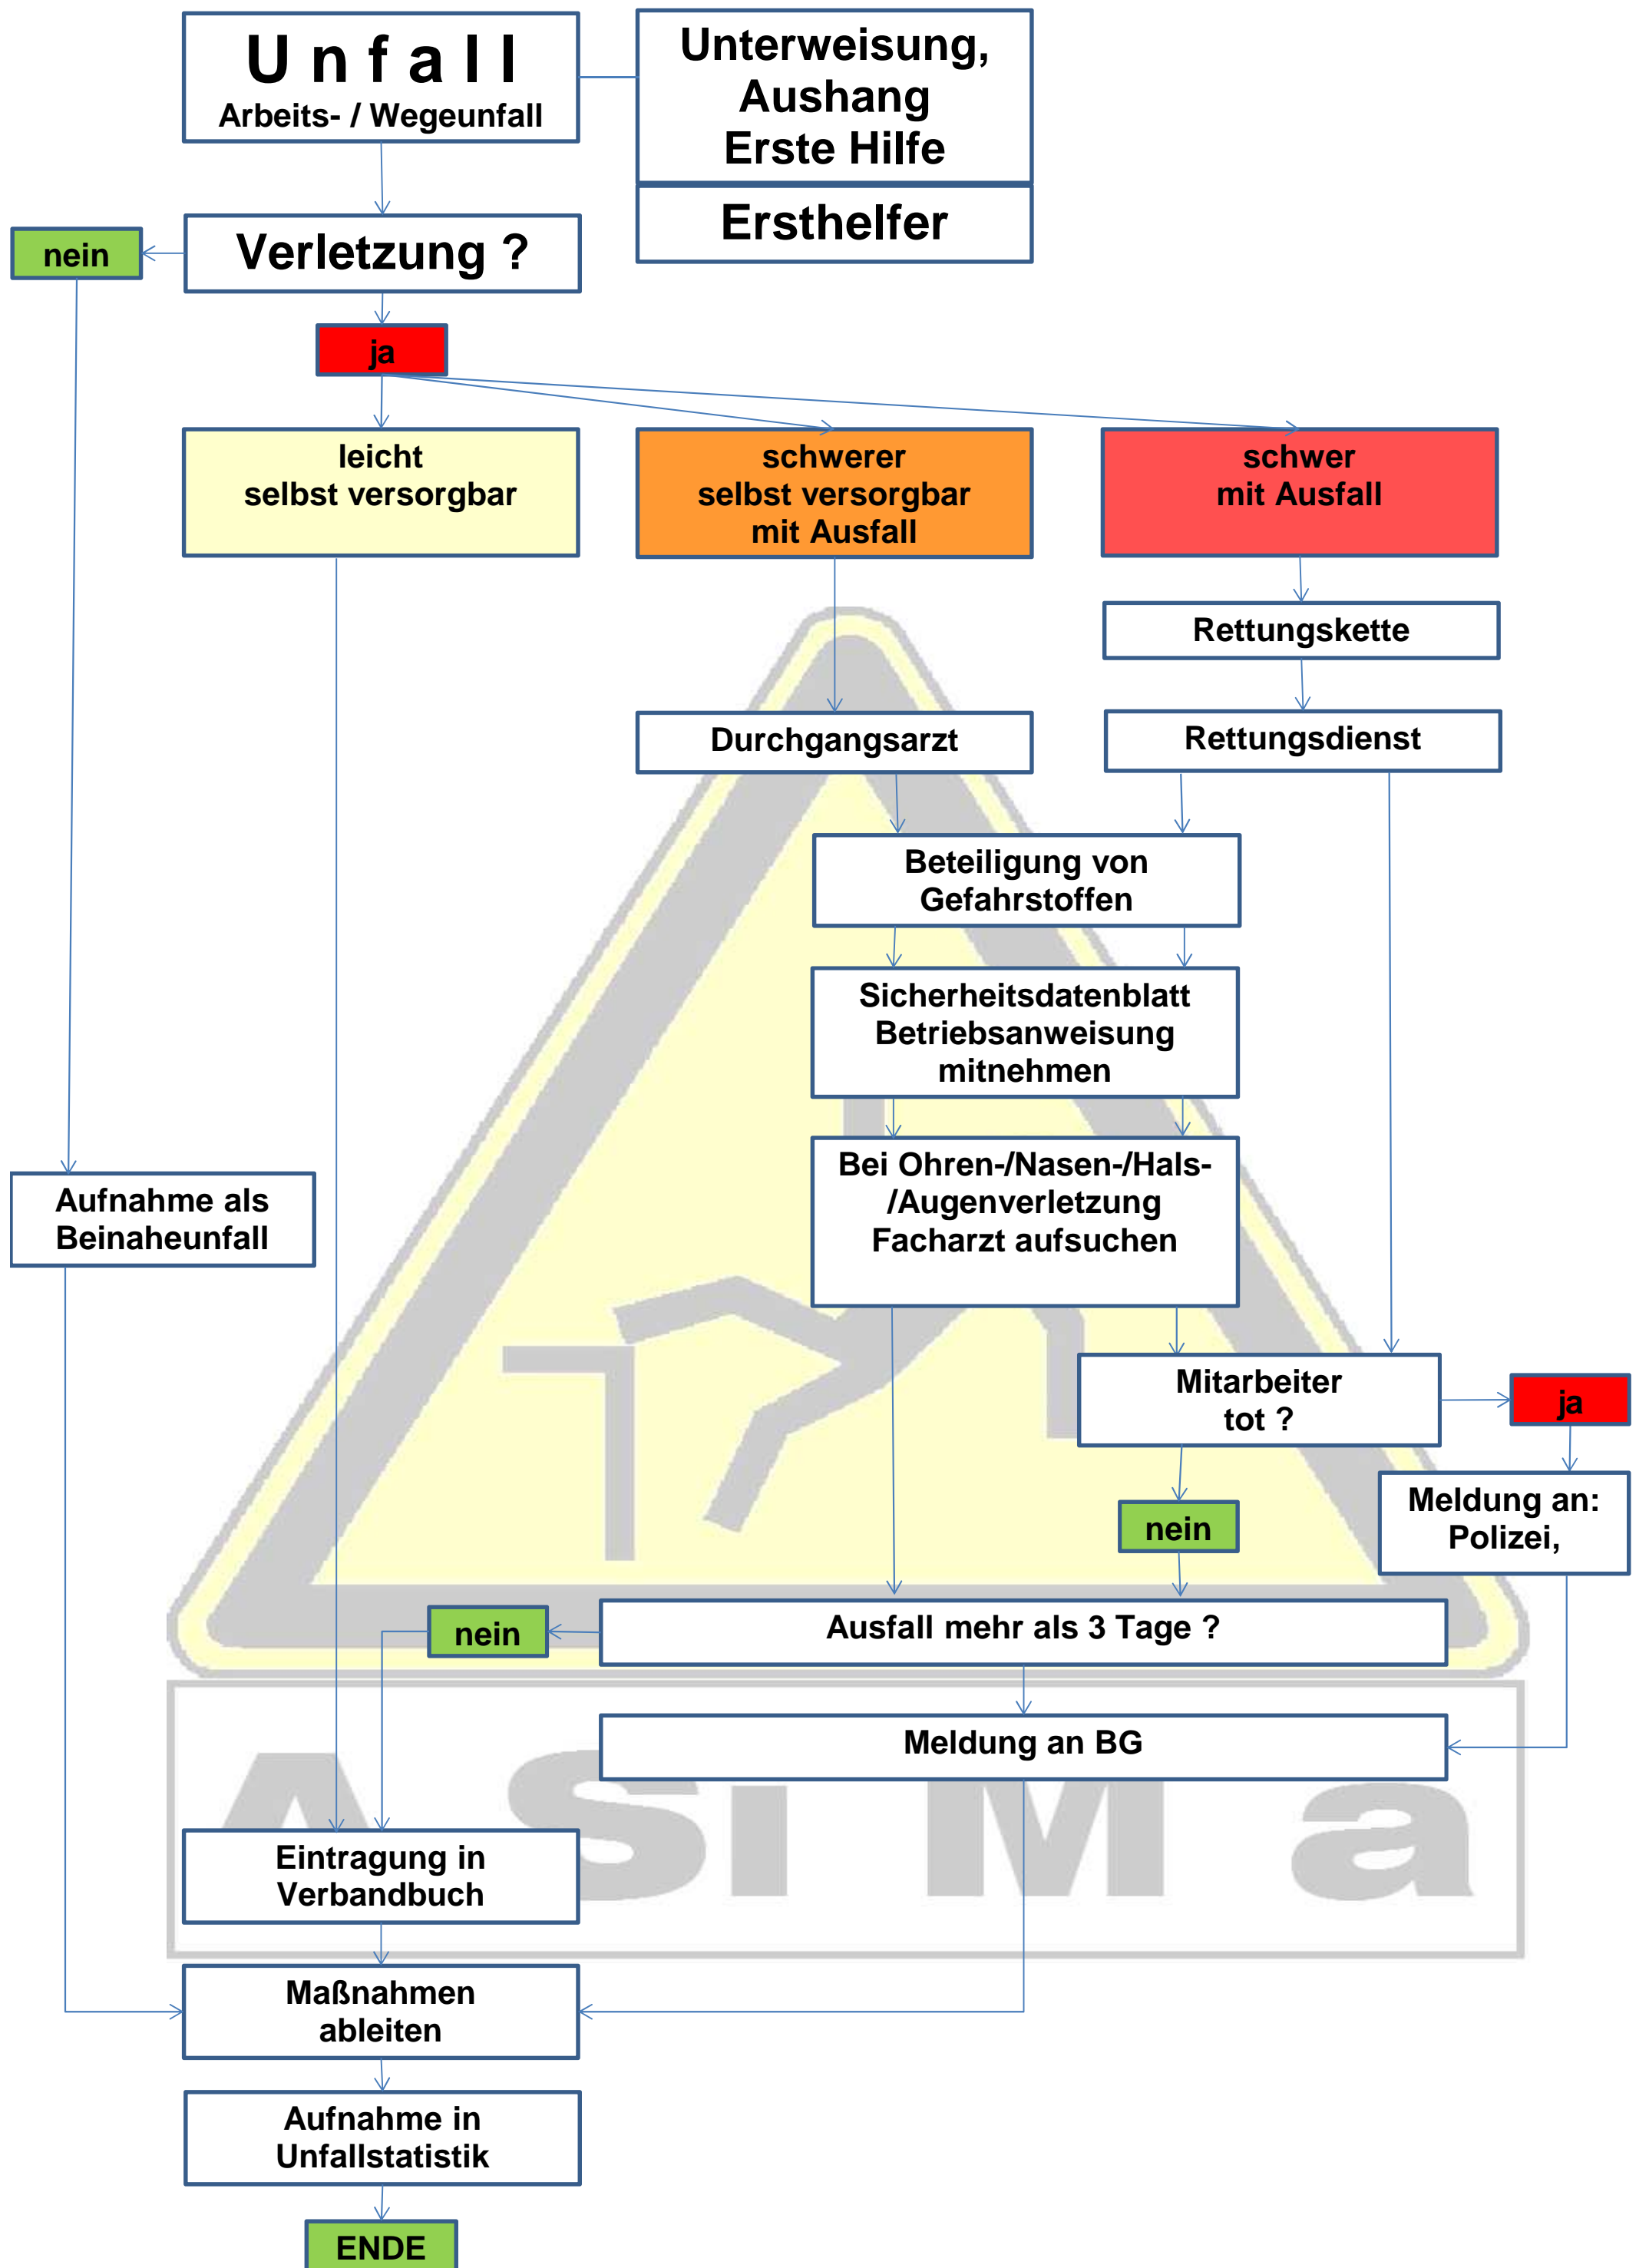 U n f a l l
Arbeits- / Wegeunfall
Unterweisung,
Aushang
Erste Hilfe
Ersthelfer
nein
Verletzung ?
ja
leicht
selbst versorgbar
schwerer
selbst versorgbar
mit Ausfall
schwer
mit Ausfall
Rettungskette
Durchgangsarzt
Rettungsdienst
Beteiligung von
Gefahrstoffen
Sicherheitsdatenblatt
Betriebsanweisung
mitnehmen
Bei Ohren-/Nasen-/Hals-
/Augenverletzung
Facharzt aufsuchen
Aufnahme als
Beinaheunfall
Mitarbeiter
tot ?
ja
Meldung an:
Polizei,
nein
Ausfall mehr als 3 Tage ?
nein
Meldung an BG
A Si M a
Eintragung in
Verbandbuch
Maßnahmen
ableiten
Aufnahme in
Unfallstatistik
ENDE